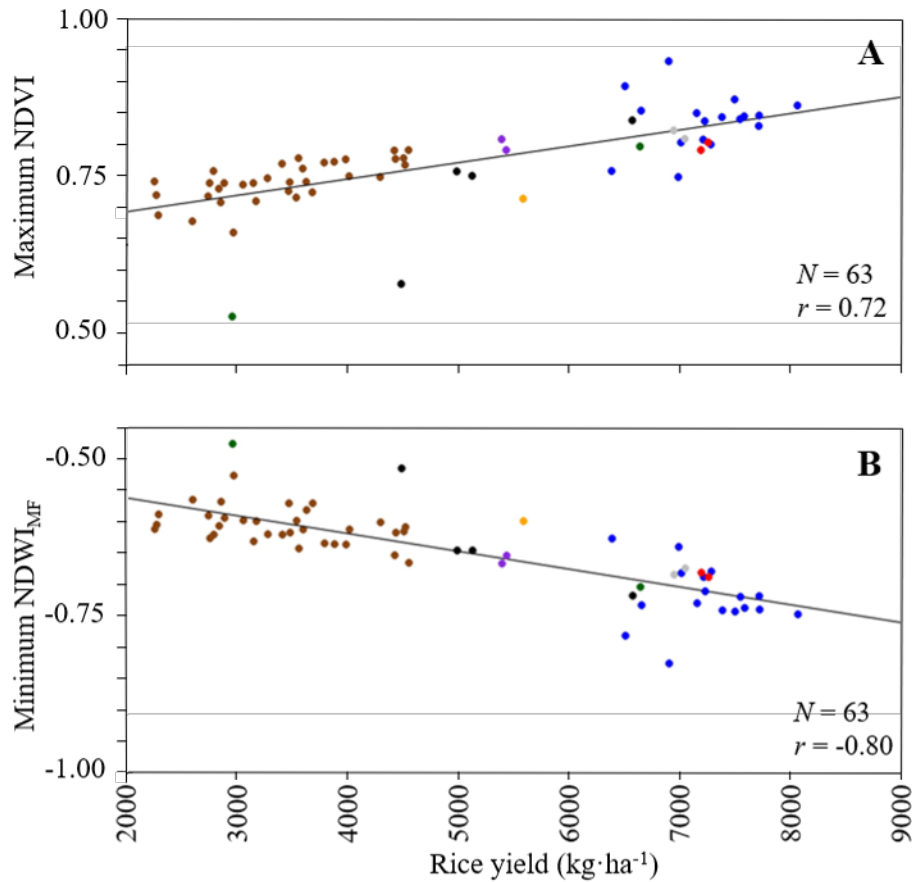 1.00
A
Maximum NDVI
0.75
N = 63
r = 0.72
0.50
-0.50
B
Minimum NDWI_MF
-0.75
N = 63
r = -0.80
-1.00
2000 3000 4000 5000 6000 7000 8000 9000
Rice yield (kg·ha⁻¹)